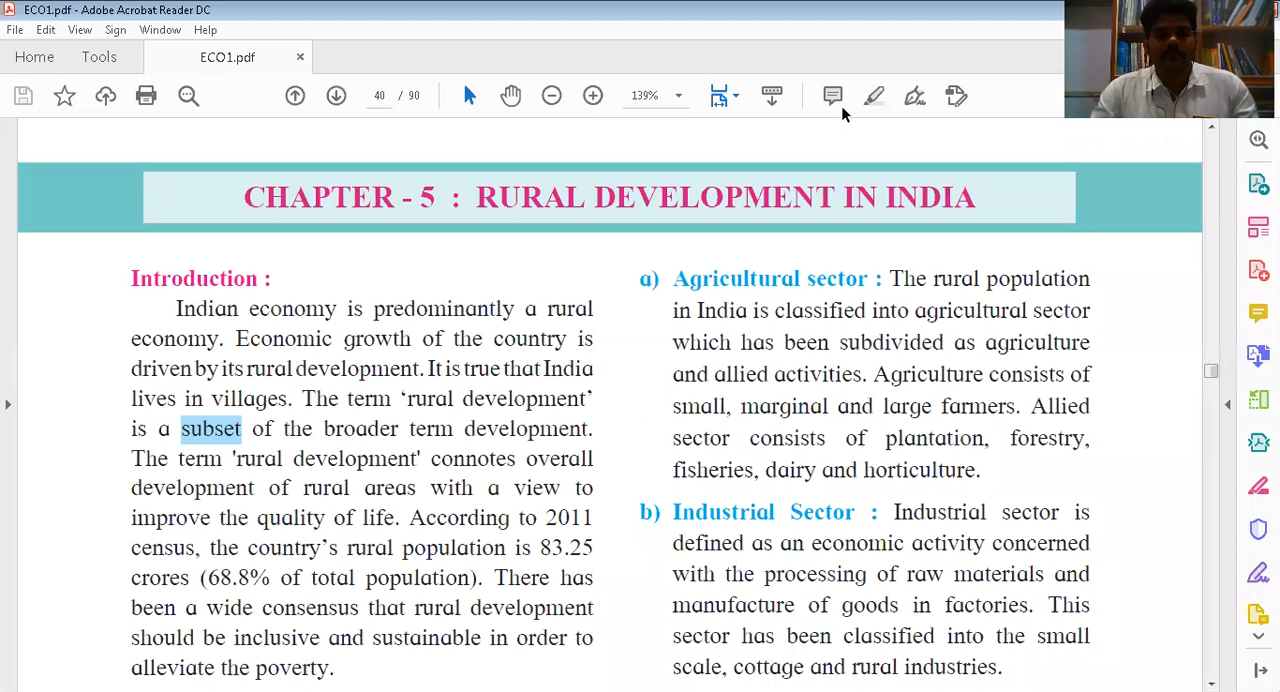 ECO1.pdf - Adobe Acrobat Reader DC
File Edit View Sign Window Help
Home Tools ECO1.pdf ×
40 / 90 139%
CHAPTER - 5 : RURAL DEVELOPMENT IN INDIA
Introduction :
Indian economy is predominantly a rural
economy. Economic growth of the country is
driven by its rural development. It is true that India
lives in villages. The term ‘rural development’
is a subset of the broader term development.
The term 'rural development' connotes overall
development of rural areas with a view to
improve the quality of life. According to 2011
census, the country’s rural population is 83.25
crores (68.8% of total population). There has
been a wide consensus that rural development
should be inclusive and sustainable in order to
alleviate the poverty.
a) Agricultural sector : The rural population
in India is classified into agricultural sector
which has been subdivided as agriculture
and allied activities. Agriculture consists of
small, marginal and large farmers. Allied
sector consists of plantation, forestry,
fisheries, dairy and horticulture.
b) Industrial Sector : Industrial sector is
defined as an economic activity concerned
with the processing of raw materials and
manufacture of goods in factories. This
sector has been classified into the small
scale, cottage and rural industries.